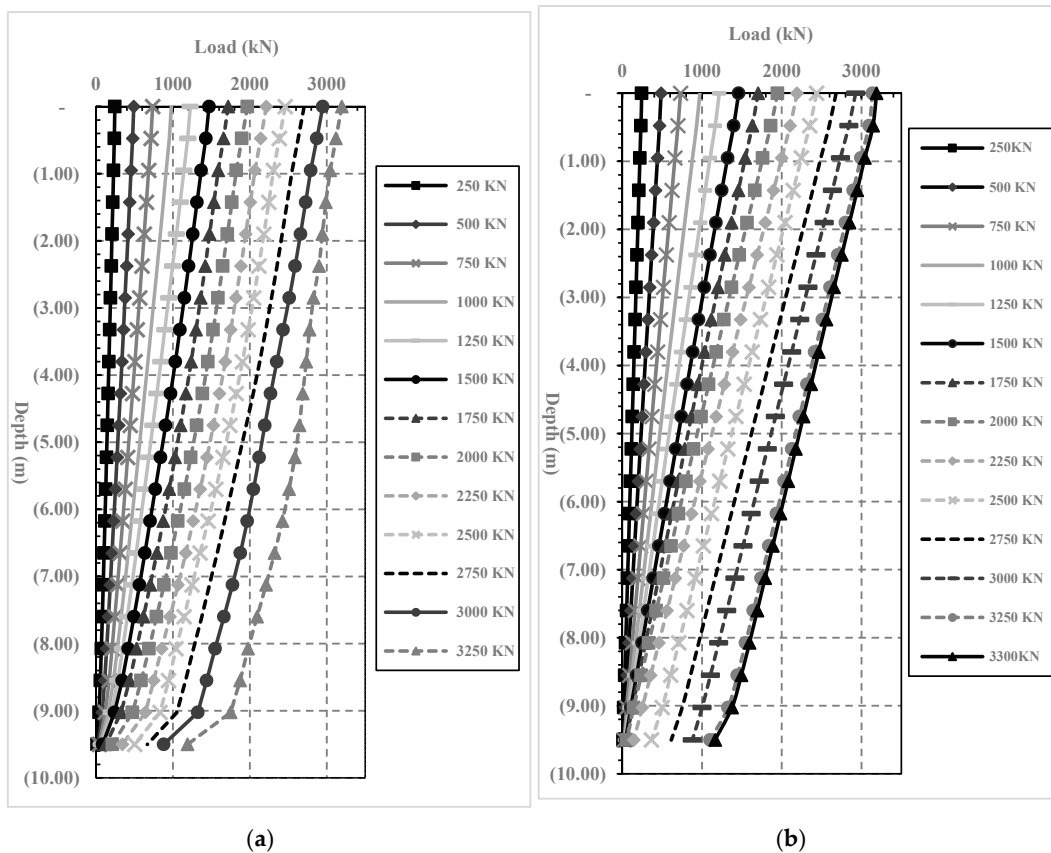 Load (kN)
0 1000 2000 3000
-
(1.00)
(2.00)
(3.00)
(4.00)
(5.00)
(6.00)
(7.00)
(8.00)
(9.00)
(10.00)
Depth (m)
250 KN
500 KN
750 KN
1000 KN
1250 KN
1500 KN
1750 KN
2000 KN
2250 KN
2500 KN
2750 KN
3000 KN
3250 KN
(a)
Load (kN)
0 1000 2000 3000
-
(1.00)
(2.00)
(3.00)
(4.00)
(5.00)
(6.00)
(7.00)
(8.00)
(9.00)
(10.00)
Depth (m)
250KN
500 KN
750 KN
1000 KN
1250 KN
1500 KN
1750 KN
2000 KN
2250 KN
2500 KN
2750 KN
3000 KN
3250 KN
3300KN
(b)